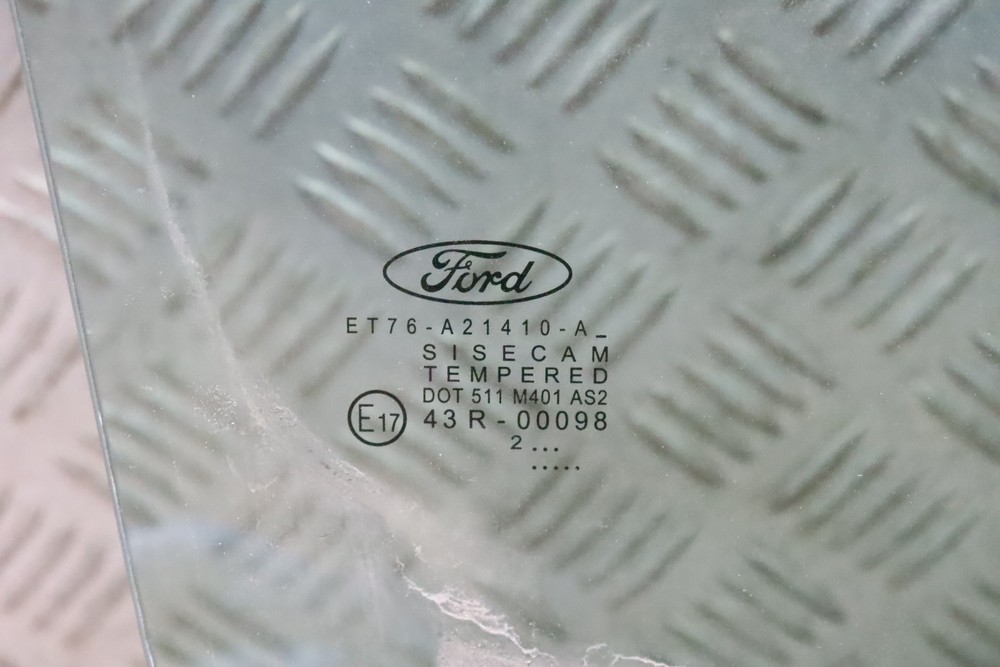 Ford
ET76-A21410-A_
SISECAM
TEMPERED
DOT 511 M401 AS2
E17 43R-00098
2 ...
.....